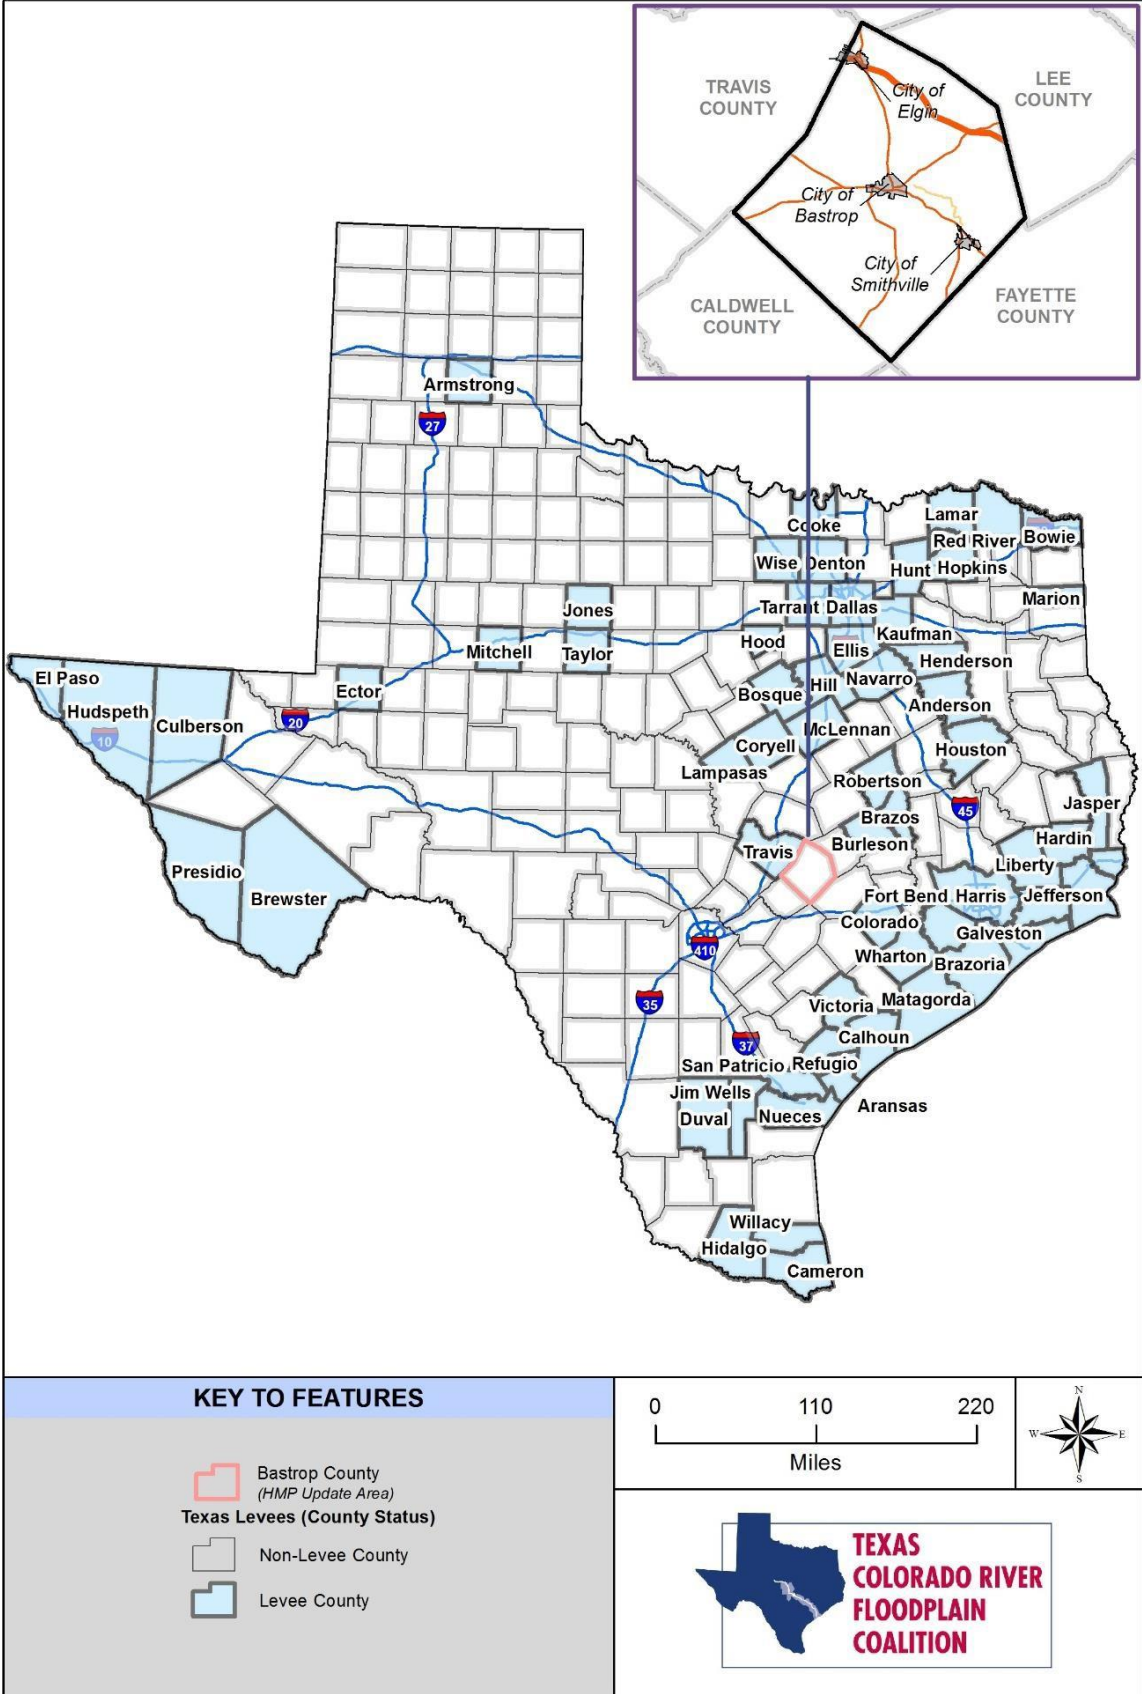 TRAVIS
COUNTY
LEE
COUNTY
City of
Elgin
City of
Bastrop
City of
Smithville
CALDWELL
COUNTY
FAYETTE
COUNTY
Armstrong
27
Cooke
Lamar
Red River
Bowie
Wise
Denton
Hunt
Hopkins
Jones
Tarrant
Dallas
Marion
Mitchell
Taylor
Hood
Ellis
Kaufman
El Paso
Ector
Bosque
Hill
Navarro
Henderson
Hudspeth
Culberson
20
Anderson
10
Coryell
McLennan
Houston
Lampasas
Robertson
Jasper
Brazos
45
Travis
Burleson
Hardin
Presidio
Liberty
Brewster
Fort Bend
Harris
Jefferson
Colorado
Galveston
410
Wharton
Brazoria
35
Victoria
Matagorda
37
Calhoun
San Patricio
Refugio
Jim Wells
Aransas
Duval
Nueces
Willacy
Hidalgo
Cameron
KEY TO FEATURES
Bastrop County
(HMP Update Area)
Texas Levees (County Status)
Non-Levee County
Levee County
0 110 220
Miles
N
W E
S
TEXAS
COLORADO RIVER
FLOODPLAIN
COALITION